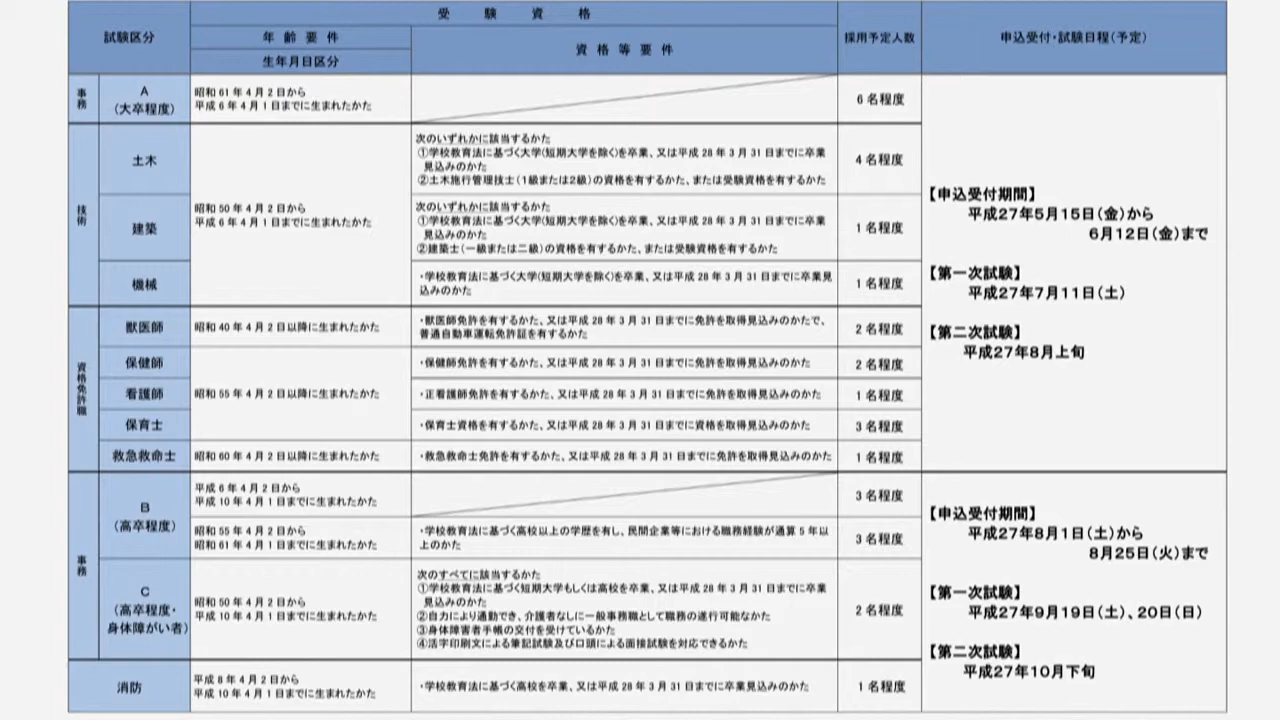 受験資格
試験区分
年齢要件
生年月日区分
資格等要件
採用予定人数
申込受付・試験日程(予定)
事務
A
(大卒程度)
昭和61年4月2日から
平成6年4月1日までに生まれたかた
6名程度
技術
土木
昭和50年4月2日から
平成6年4月1日までに生まれたかた
次のいずれかに該当するかた
①学校教育法に基づく大学(短期大学を除く)を卒業、又は平成28年3月31日までに卒業
見込みのかた
②土木施行管理技士(1級または2級)の資格を有するかた、または受験資格を有するかた
4名程度
建築
次のいずれかに該当するかた
①学校教育法に基づく大学(短期大学を除く)を卒業、又は平成28年3月31日までに卒業
見込みのかた
②建築士(一級または二級)の資格を有するかた、または受験資格を有するかた
1名程度
機械
・学校教育法に基づく大学(短期大学を除く)を卒業、又は平成28年3月31日までに卒業見
込みのかた
1名程度
資格免許職
獣医師
昭和40年4月2日以降に生まれたかた
・獣医師免許を有するかた、又は平成28年3月31日までに免許を取得見込みのかたで、
普通自動車運転免許証を有するかた
2名程度
保健師
・保健師免許を有するかた、又は平成28年3月31日までに免許を取得見込みのかた
2名程度
看護師
昭和55年4月2日以降に生まれたかた
・正看護師免許を有するかた、又は平成28年3月31日までに免許を取得見込みのかた
1名程度
保育士
・保育士資格を有するかた、又は平成28年3月31日までに資格を取得見込みのかた
3名程度
救急救命士
昭和60年4月2日以降に生まれたかた
・救急救命士免許を有するかた、又は平成28年3月31日までに免許を取得見込みのかた
1名程度
【申込受付期間】
平成27年5月15日(金)から
6月12日(金)まで
【第一次試験】
平成27年7月11日(土)
【第二次試験】
平成27年8月上旬
事務
B
(高卒程度)
平成6年4月2日から
平成10年4月1日までに生まれたかた
3名程度
昭和55年4月2日から
昭和61年4月1日までに生まれたかた
・学校教育法に基づく高校以上の学歴を有し、民間企業等における職務経験が通算5年以
上のかた
3名程度
C
(高卒程度・
身体障がい者)
昭和50年4月2日から
平成10年4月1日までに生まれたかた
次のすべてに該当するかた
①学校教育法に基づく短期大学もしくは高校を卒業、又は平成28年3月31日までに卒業
見込みのかた
②自力により通勤でき、介護者なしに一般事務職として職務の遂行可能なかた
③身体障害者手帳の交付を受けているかた
④活字印刷文による筆記試験及び口頭による面接試験を対応できるかた
2名程度
消防
平成8年4月2日から
平成10年4月1日までに生まれたかた
・学校教育法に基づく高校を卒業、又は平成28年3月31日までに卒業見込みのかた
1名程度
【申込受付期間】
平成27年8月1日(土)から
8月25日(火)まで
【第一次試験】
平成27年9月19日(土)、20日(日)
【第二次試験】
平成27年10月下旬